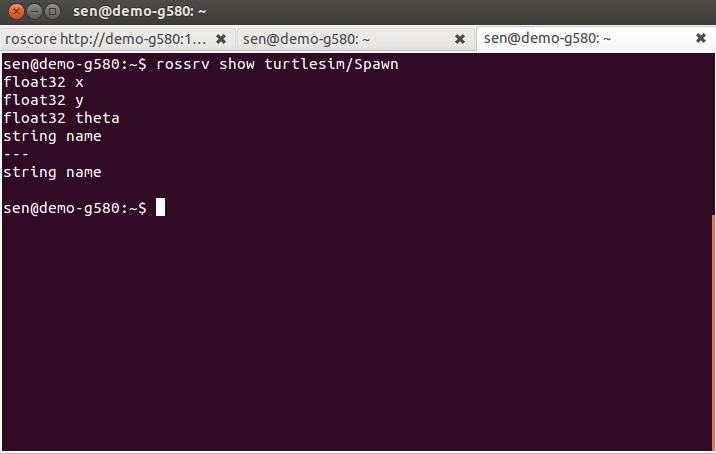 sen@demo-g580: ~
roscore http://demo-g580:1... sen@demo-g580: ~ sen@demo-g580: ~
sen@demo-g580:~$ rossrv show turtlesim/Spawn
float32 x
float32 y
float32 theta
string name
---
string name
sen@demo-g580:~$